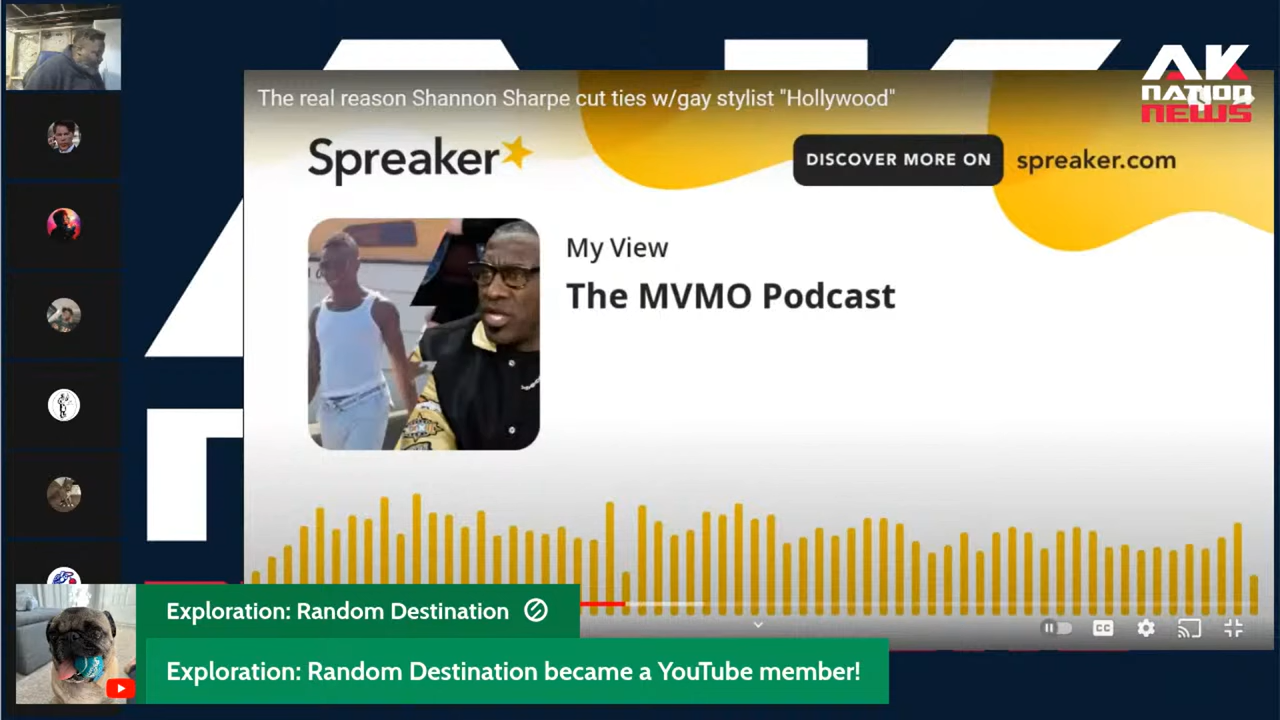 The real reason Shannon Sharpe cut ties w/gay stylist "Hollywood"
AK
NATION
NEWS
Spreaker
DISCOVER MORE ON
spreaker.com
My View
The MVMO Podcast
CC
Exploration: Random Destination
Exploration: Random Destination became a YouTube member!